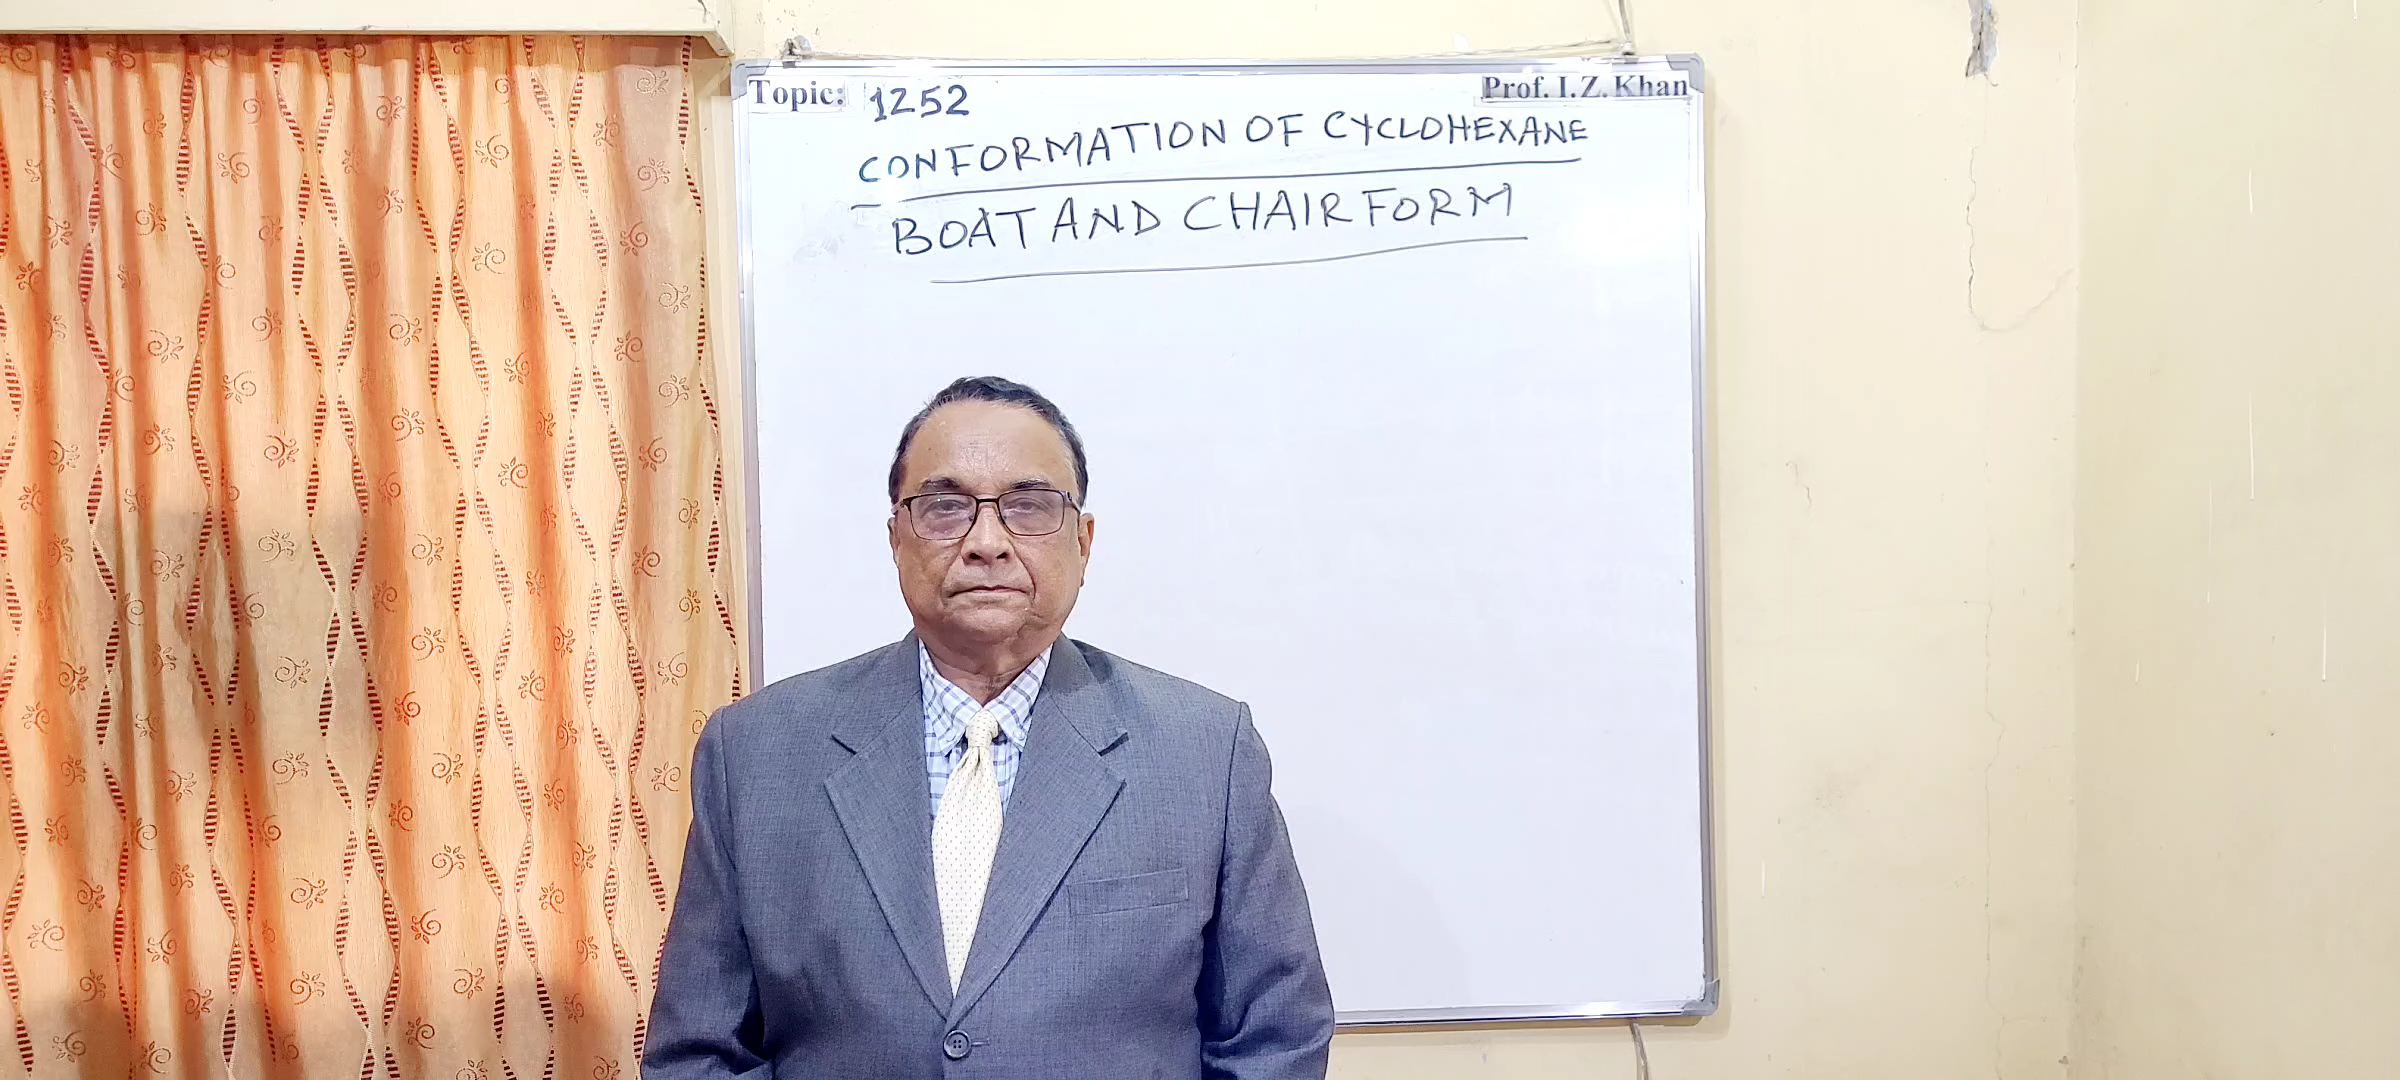 Topic: 1252
Prof. I. Z. Khan
CONFORMATION OF CYCLOHEXANE
BOAT AND CHAIR FORM